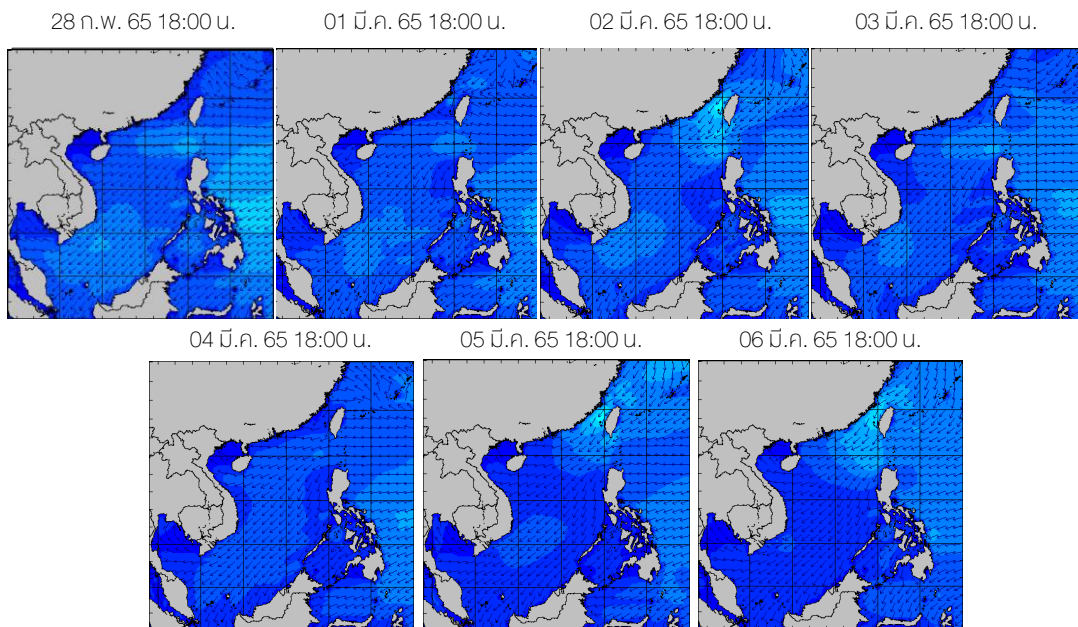 28 ก.พ. 65 18:00 น.
01 มี.ค. 65 18:00 น.
02 มี.ค. 65 18:00 น.
03 มี.ค. 65 18:00 น.
04 มี.ค. 65 18:00 น.
05 มี.ค. 65 18:00 น.
06 มี.ค. 65 18:00 น.